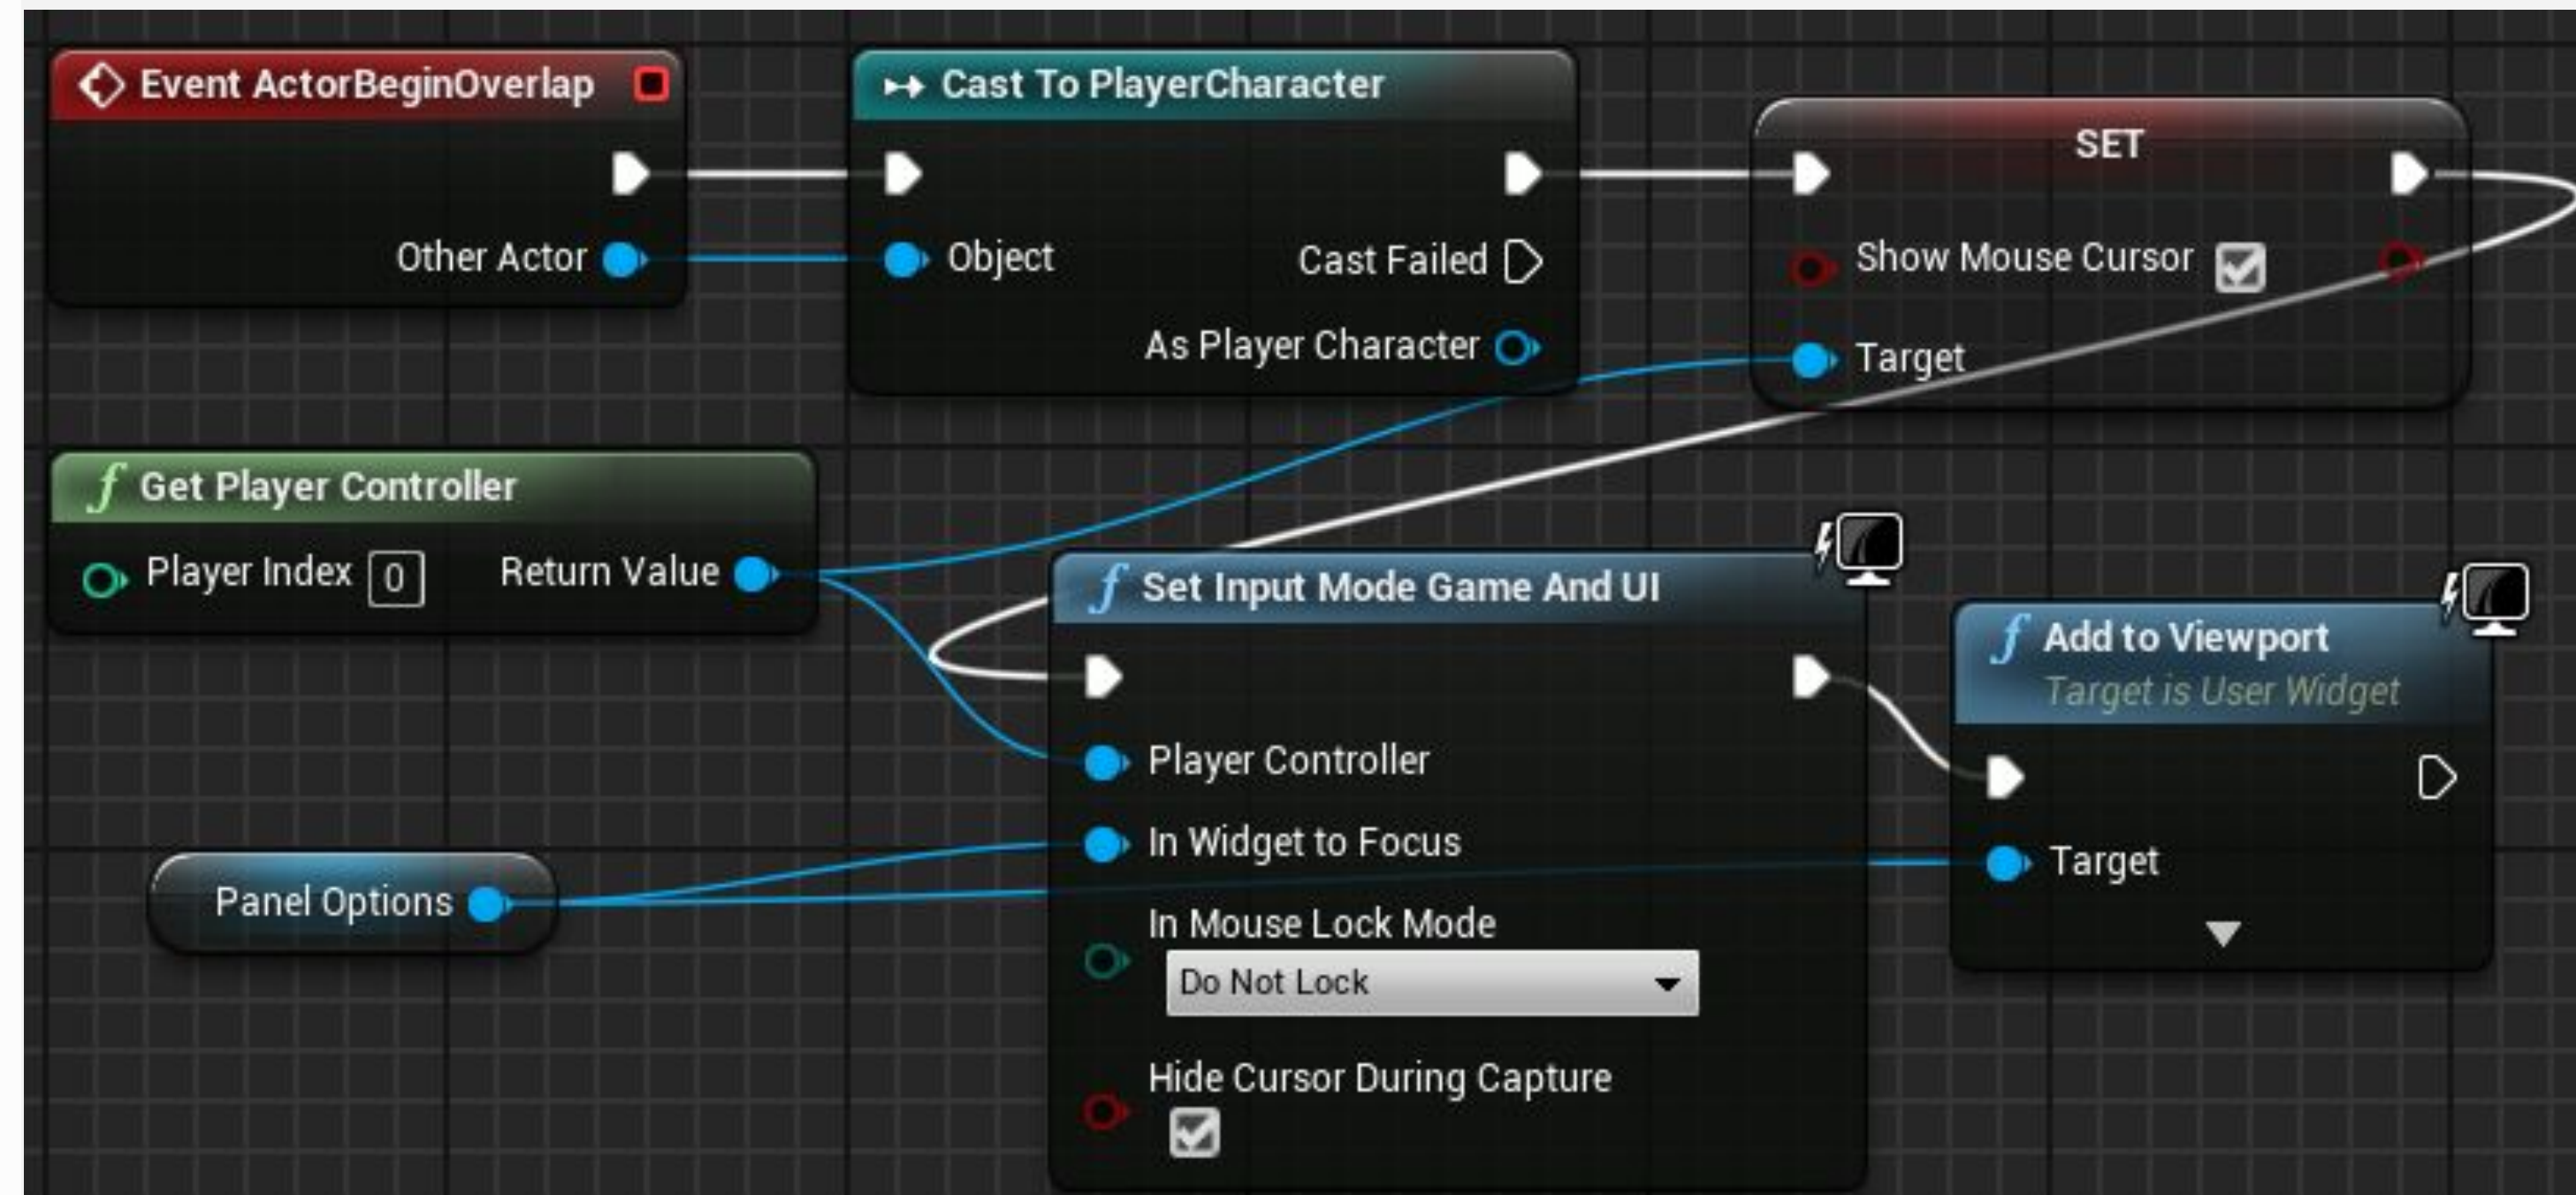 Event ActorBeginOverlap
Other Actor
Cast To PlayerCharacter
Object
Cast Failed
As Player Character
SET
Show Mouse Cursor
Target
Get Player Controller
Player Index 0
Return Value
Set Input Mode Game And UI
Player Controller
In Widget to Focus
In Mouse Lock Mode
Do Not Lock
Hide Cursor During Capture
Add to Viewport
Target is User Widget
Target
Panel Options